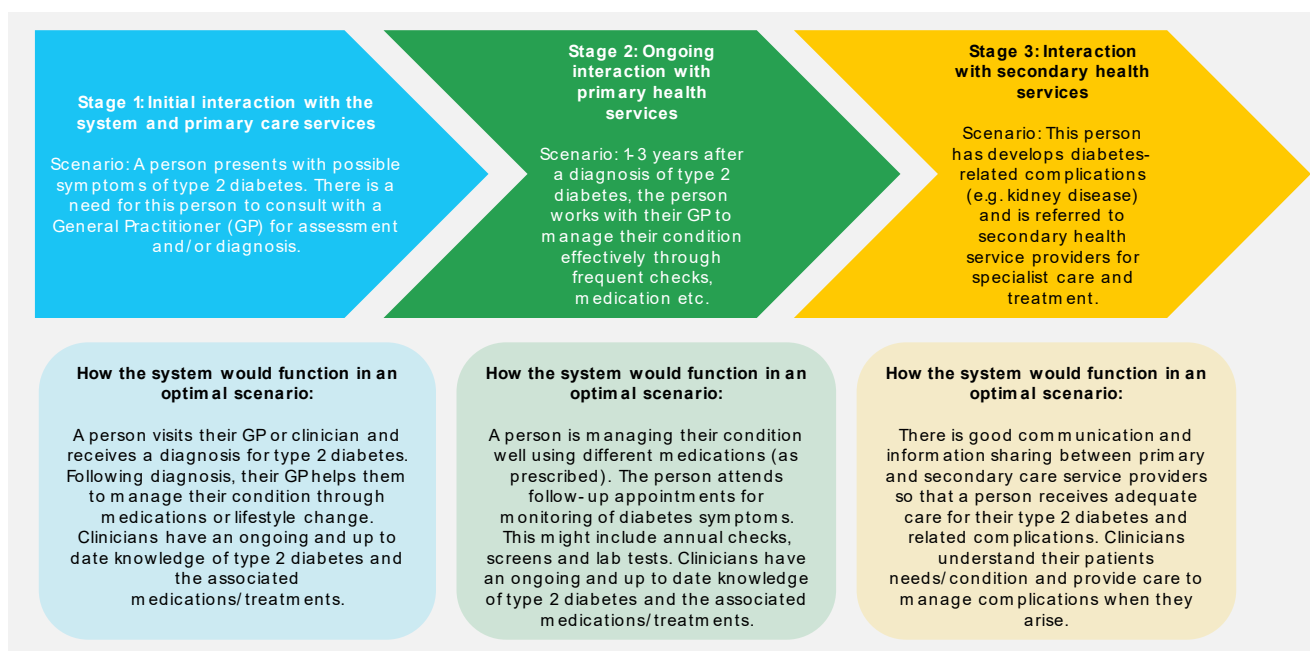 Stage 1: Initial interaction with the
system and primary care services
Scenario: A person presents with possible
symptoms of type 2 diabetes. There is a
need for this person to consult with a
General Practitioner (GP) for assessment
and/or diagnosis.
Stage 2: Ongoing
interaction with
primary health
services
Scenario: 1-3 years after
a diagnosis of type 2
diabetes, the person
works with their GP to
manage their condition
effectively through
frequent checks,
medication etc.
Stage 3: Interaction
with secondary health
services
Scenario: This person
has develops diabetes-
related complications
(e.g. kidney disease)
and is referred to
secondary health
service providers for
specialist care and
treatment.
How the system would function in an
optimal scenario:
A person visits their GP or clinician and
receives a diagnosis for type 2 diabetes.
Following diagnosis, their GP helps them
to manage their condition through
medications or lifestyle change.
Clinicians have an ongoing and up to
date knowledge of type 2 diabetes and
the associated
medications/treatments.
How the system would function in an
optimal scenario:
A person is managing their condition
well using different medications (as
prescribed). The person attends
follow-up appointments for
monitoring of diabetes symptoms.
This might include annual checks,
screens and lab tests. Clinicians have
an ongoing and up to date knowledge
of type 2 diabetes and the associated
medications/treatments.
How the system would function in an
optimal scenario:
There is good communication and
information sharing between primary
and secondary care service providers
so that a person receives adequate
care for their type 2 diabetes and
related complications. Clinicians
understand their patients
needs/condition and provide care to
manage complications when they
arise.